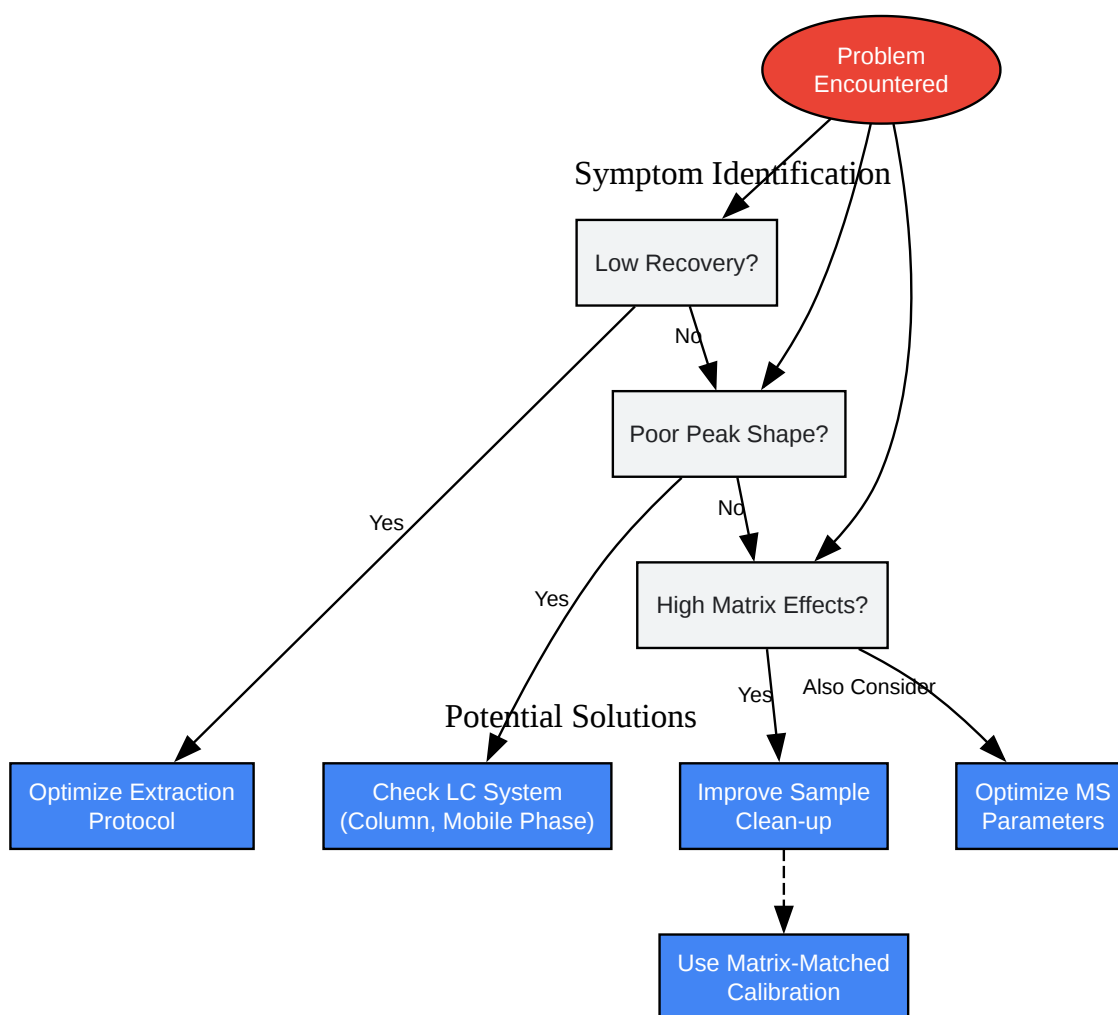 Problem
Encountered
Symptom Identification
Low Recovery?
No
Poor Peak Shape?
Yes
No
Yes
High Matrix Effects?
Yes
Also Consider
Potential Solutions
Optimize Extraction
Protocol
Check LC System
(Column, Mobile Phase)
Improve Sample
Clean-up
Optimize MS
Parameters
Use Matrix-Matched
Calibration